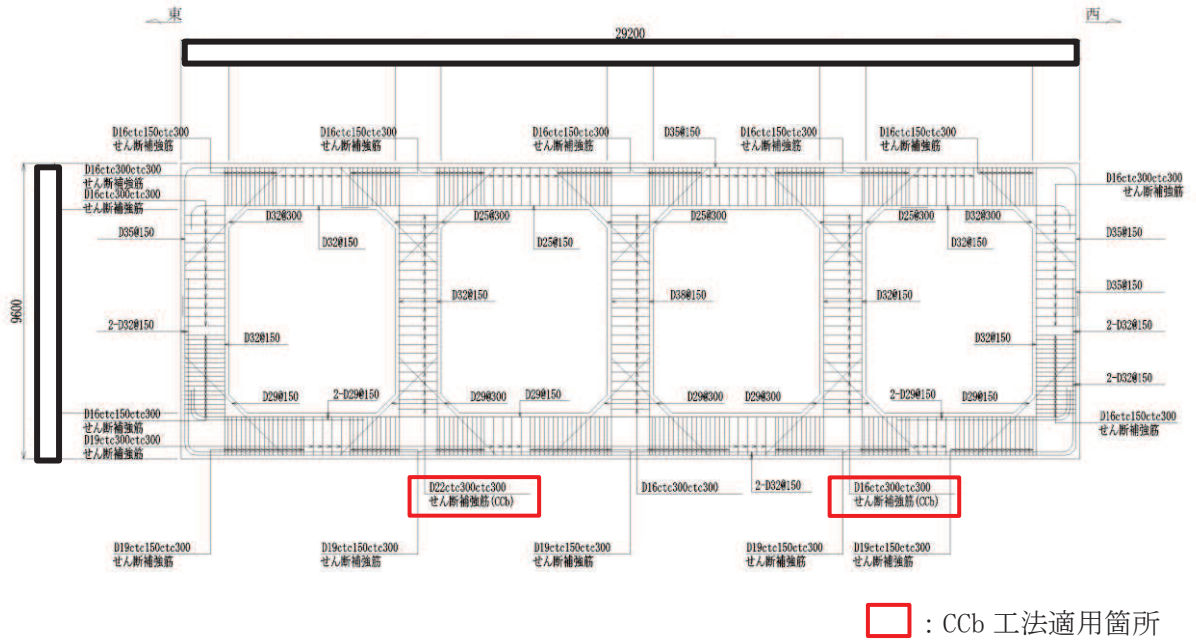 東
西
29200
D16ctc150ctc300
せん断補強筋
D16ctc150ctc300
せん断補強筋
D16ctc150ctc300
せん断補強筋
D35@150
D16ctc150ctc300
せん断補強筋
D16ctc150ctc300
せん断補強筋
D16ctc300ctc300
せん断補強筋
D16ctc300ctc300
せん断補強筋
D16ctc300ctc300
せん断補強筋
D32@300
D25@300
D25@300
D25@300
D32@300
D35@150
D32@150
D25@150
D32@150
D35@150
9600
D32@150
D38@150
D32@150
D35@150
2-D32@150
D32@150
D32@150
2-D32@150
2-D32@150
D29@150
2-D29@150
D29@300
D29@150
D29@300
D29@300
2-D29@150
D29@150
D16ctc150ctc300
せん断補強筋
D19ctc300ctc300
せん断補強筋
D16ctc150ctc300
せん断補強筋
D22ctc300ctc300
せん断補強筋(CCb)
D16ctc300ctc300
2-D32@150
D16ctc300ctc300
せん断補強筋(CCb)
D19ctc150ctc300
せん断補強筋
D19ctc150ctc300
せん断補強筋
D19ctc150ctc300
せん断補強筋
D19ctc150ctc300
せん断補強筋
D19ctc150ctc300
せん断補強筋
：CCb 工法適用箇所